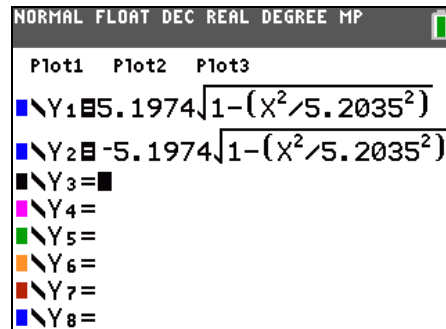 NORMAL FLOAT DEC REAL DEGREE MP
Plot1 Plot2 Plot3
\Y₁=5.1974√(1-(X²/5.2035²))
\Y₂=-5.1974√(1-(X²/5.2035²))
\Y₃=
\Y₄=
\Y₅=
\Y₆=
\Y₇=
\Y₈=